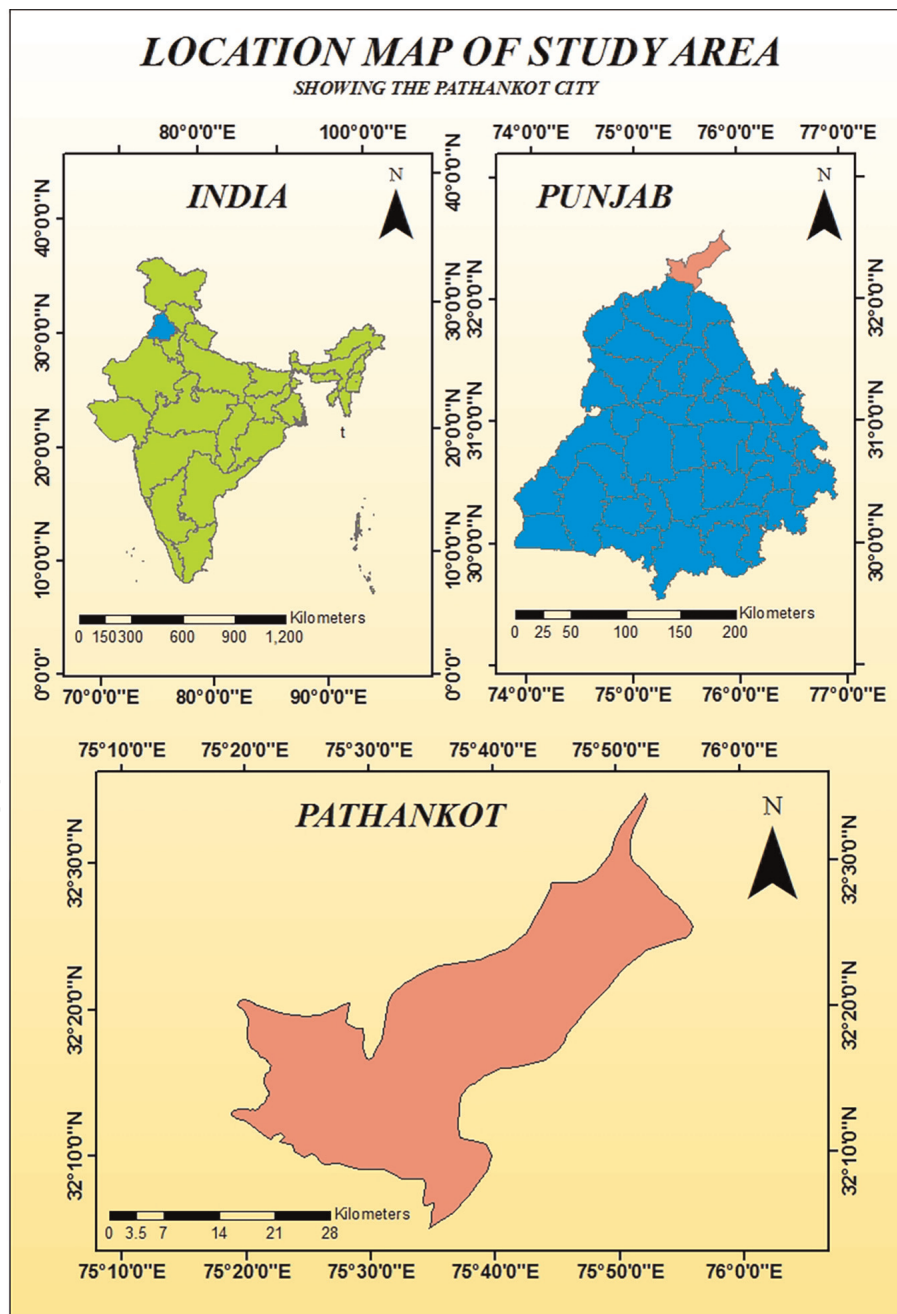 LOCATION MAP OF STUDY AREA
SHOWING THE PATHANKOT CITY
80°0'0"E 100°0'0"E
INDIA
N
40°0'0"N
30°0'0"N
20°0'0"N
10°0'0"N
0°0'0"
40°0'0"N
30°0'0"N
20°0'0"N
10°0'0"N
0°0'0"
Kilometers
0 150 300 600 900 1,200
70°0'0"E 80°0'0"E 90°0'0"E
74°0'0"E 75°0'0"E 76°0'0"E 77°0'0"E
PUNJAB
N
32°0'0"N
31°0'0"N
30°0'0"N
32°0'0"N
31°0'0"N
30°0'0"N
Kilometers
0 25 50 100 150 200
74°0'0"E 75°0'0"E 76°0'0"E 77°0'0"E
75°10'0"E 75°20'0"E 75°30'0"E 75°40'0"E 75°50'0"E 76°0'0"E
PATHANKOT
N
32°30'0"N
32°20'0"N
32°10'0"N
32°30'0"N
32°20'0"N
32°10'0"N
Kilometers
0 3.5 7 14 21 28
75°10'0"E 75°20'0"E 75°30'0"E 75°40'0"E 75°50'0"E 76°0'0"E